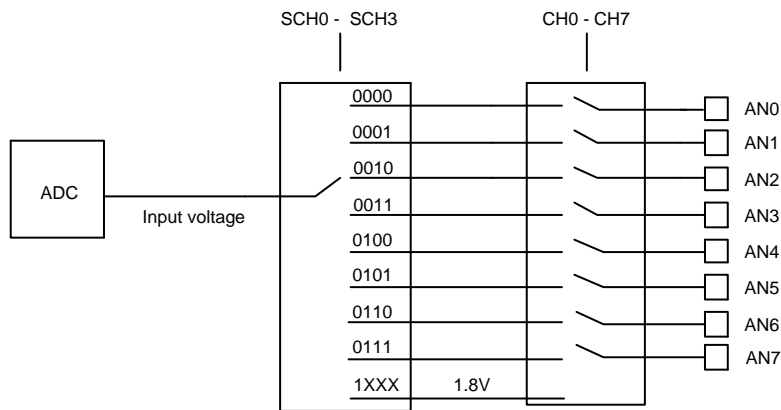 SCH0 - SCH3 CH0 - CH7
0000 AN0
0001 AN1
0010 AN2
ADC
Input voltage
0011 AN3
0100 AN4
0101 AN5
0110 AN6
0111 AN7
1XXX 1.8V